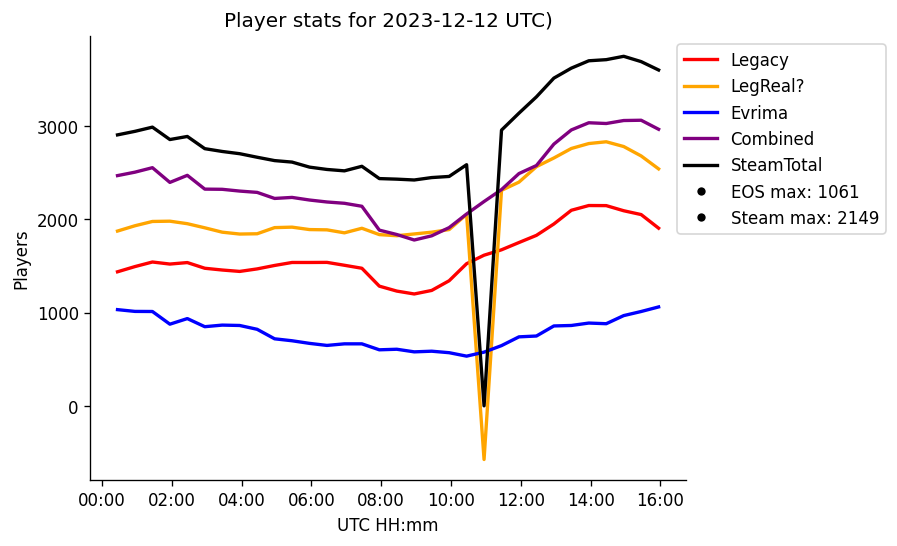 Player stats for 2023-12-12 UTC)
Legacy
LegReal?
Evrima
Combined
SteamTotal
EOS max: 1061
Steam max: 2149
Players
3000
2000
1000
0
00:00 02:00 04:00 06:00 08:00 10:00 12:00 14:00 16:00
UTC HH:mm